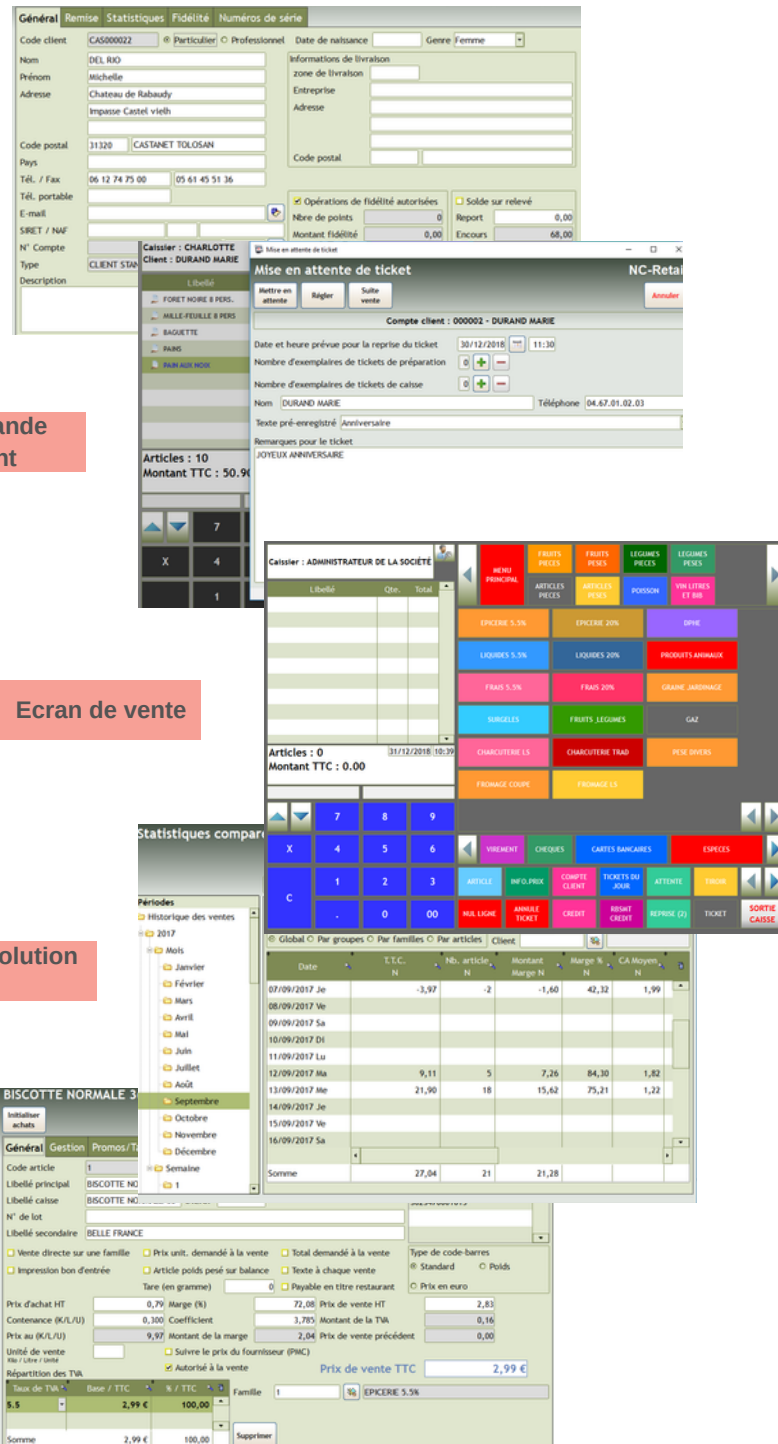 Général Remise Statistiques Fidélité Numéros de série
Code client CAS000022 Particulier Professionnel Date de naissance Genre Femme
Nom DEL RIO
Informations de livraison
Prénom Michelle
zone de livraison
Adresse Chateau de Rabaudy
Entreprise
Impasse Castel vielh
Adresse
Code postal 31320 CASTANET TOLOSAN
Code postal
Pays
Tél. / Fax 06 12 74 75 00 05 61 45 51 36
Tél. portable
Opérations de fidélité autorisées Solde sur relevé
E-mail
Nbre de points 0 Report 0,00
SIRET / NAF
Montant fidélité 0,00 Encours 68,00
N° Compte
Type CLIENT STAN
Description
Caissier : CHARLOTTE
Client : DURAND MARIE
Libellé
FORET NOIRE 8 PERS.
MILLE-FEUILLE 8 PERS
BAGUETTE
PAINS
PAIN AUX NOIX
Articles : 10
Montant TTC : 50.90
7
X 4
1
Mise en attente de ticket
Mise en attente de ticket NC-Retai
Mettre en attente Régler Suite vente Annuler
Compte client : 000002 - DURAND MARIE
Date et heure prévue pour la reprise du ticket 30/12/2018 11:30
Nombre d'exemplaires de tickets de préparation 0 + −
Nombre d'exemplaires de tickets de caisse 0 + −
Nom DURAND MARIE Téléphone 04.67.01.02.03
Texte pré-enregistré Anniversaire
Remarques pour le ticket
JOYEUX ANNIVERSAIRE
ande
nt
Ecran de vente
Caissier : ADMINISTRATEUR DE LA SOCIÉTÉ
Libellé Qte. Total
Articles : 0 31/12/2018 10:39
Montant TTC : 0.00
MENU PRINCIPAL FRUITS PIECES FRUITS PESES LEGUMES PIECES LEGUMES PESES
ARTICLES PIECES ARTICLES PESES POISSON VIN LITRES ET BIB
EPICERIE 5.5% EPICERIE 20% DPHE
LIQUIDES 5.5% LIQUIDES 20% PRODUITS ANIMAUX
FRAIS 5.5% FRAIS 20% GRAINE JARDINAGE
SURGELES FRUITS_LEGUMES GAZ
CHARCUTERIE LS CHARCUTERIE TRAD PESE DIVERS
FROMAGE COUPE FROMAGE LS
7 8 9
X 4 5 6 VIREMENT CHEQUES CARTES BANCAIRES ESPECES
C 1 2 3 ARTICLE INFO.PRIX COMPTE CLIENT TICKETS DU JOUR ATTENTE TIROIR
. 0 00 NUL LIGNE ANNULE TICKET CREDIT RBSMT CREDIT REPRISE (2) TICKET SORTIE CAISSE
olution
Statistiques compar
Périodes
Historique des ventes
2017
Mois
Janvier
Février
Mars
Avril
Mai
Juin
Juillet
Août
Septembre
Octobre
Novembre
Décembre
Semaine
1
Global Par groupes Par familles Par articles Client
Date T.T.C. N Nb. article N Montant Marge N Marge % N CA Moyen N
07/09/2017 Je -3,97 -2 -1,60 42,32 1,99
08/09/2017 Ve
09/09/2017 Sa
10/09/2017 Di
11/09/2017 Lu
12/09/2017 Ma 9,11 5 7,26 84,30 1,82
13/09/2017 Me 21,90 18 15,62 75,21 1,22
14/09/2017 Je
15/09/2017 Ve
16/09/2017 Sa
Somme 27,04 21 21,28
BISCOTTE NORMALE 3
Initialiser achats
Général Gestion Promos/Ta
Code article 1
Libellé principal BISCOTTE NO
Libellé caisse BISCOTTE NO
N° de lot
Libellé secondaire BELLE FRANCE
Vente directe sur une famille Prix unit. demandé à la vente Total demandé à la vente Type de code-barres
Impression bon d'entrée Article poids pesé sur balance Texte à chaque vente Standard Poids
Tare (en gramme) 0 Payable en titre restaurant Prix en euro
Prix d'achat HT 0,79 Marge (%) 72,08 Prix de vente HT 2,83
Contenance (K/L/U) 0,300 Coefficient 3,785 Montant de la TVA 0,16
Prix au (K/L/U) 9,97 Montant de la marge 2,04 Prix de vente précédent 0,00
Unité de vente Suivre le prix du fournisseur (PMC)
Kilo / Litre / Unité
Autorisé à la vente Prix de vente TTC 2,99 €
Répartition des TVA
Taux de TVA Base / TTC % / TTC Famille 1 EPICERIE 5.5%
5.5 2,99 € 100,00
Somme 2,99 € 100,00 Supprimer